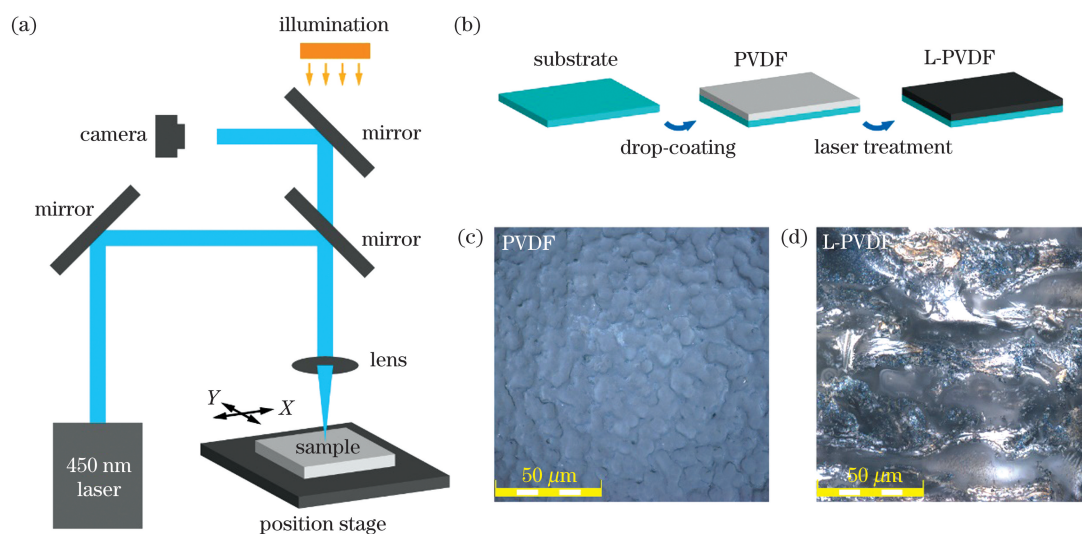 (a)
illumination
camera
mirror
mirror
mirror
lens
Y
X
sample
450 nm
laser
position stage
(b)
substrate
PVDF
L-PVDF
drop-coating
laser treatment
(c)
PVDF
50 μm
(d)
L-PVDF
50 μm